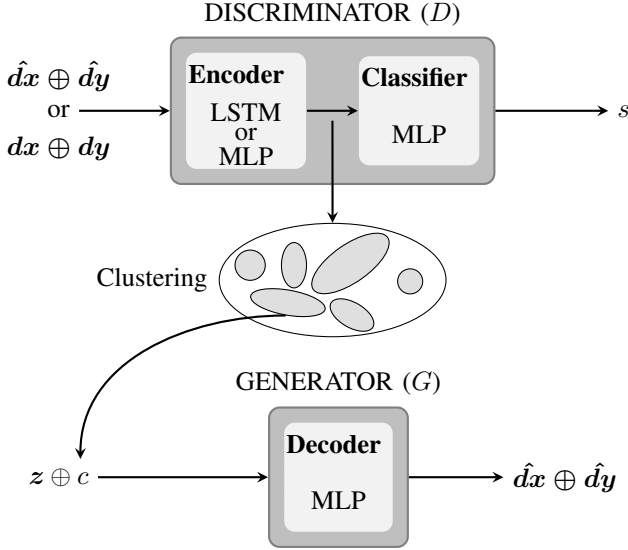 DISCRIMINATOR (D)
d̂x ⊕ d̂y
or
dx ⊕ dy
Encoder
LSTM
or
MLP
Classifier
MLP
s
Clustering
GENERATOR (G)
z ⊕ c
Decoder
MLP
d̂x ⊕ d̂y